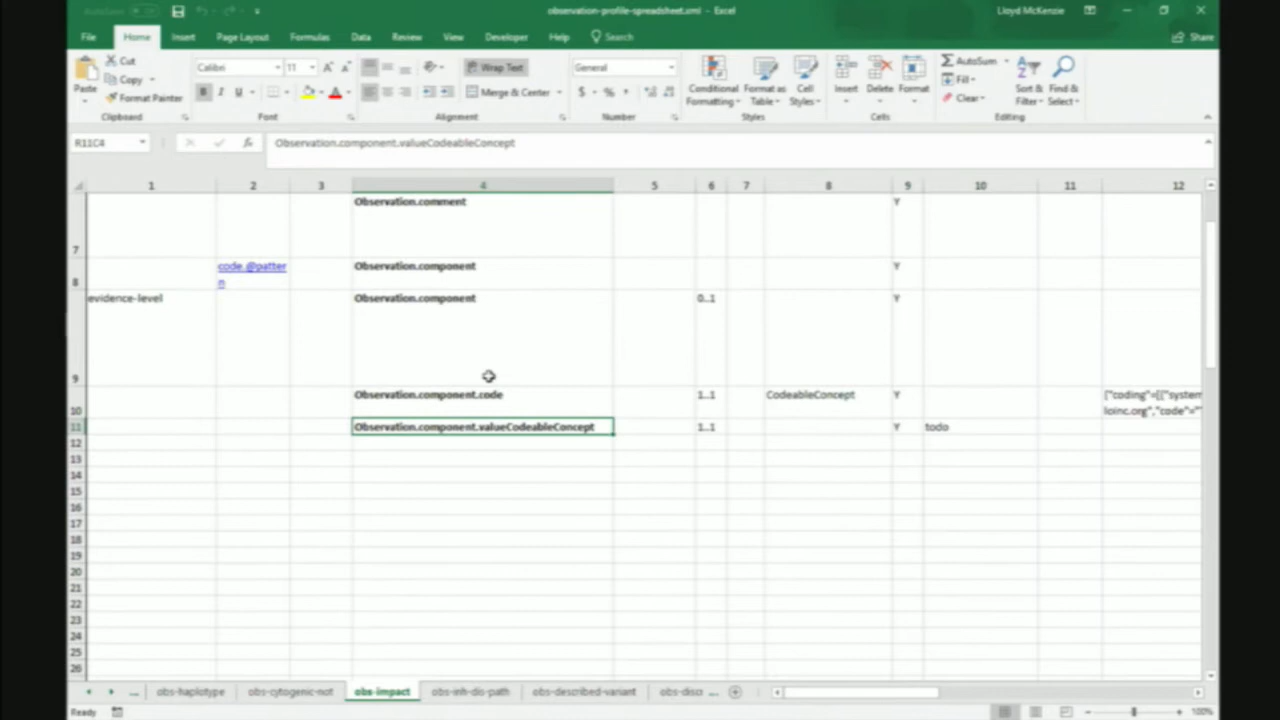 observation-profile-spreadsheet.xml - Excel
Lloyd McKenzie
File Home Insert Page Layout Formulas Data Review View Developer Help Search Share
Cut
Copy
Format Painter
Paste
Clipboard
Calibri 11
B I U
Font
Wrap Text
Merge & Center
Alignment
General
$ % ,
Number
Conditional Formatting
Format as Table
Cell Styles
Styles
Insert Delete Format
Cells
AutoSum
Fill
Clear
Sort & Filter
Find & Select
Editing
R11C4 fx Observation.component.valueCodeableConcept
1 2 3 4 5 6 7 8 9 10 11 12
7 Observation.comment Y
8 code.@pattern Observation.component Y
9 evidence-level Observation.component 0..1 Y
10 Observation.component.code 1..1 CodeableConcept Y {"coding"=[{"system
loinc.org","code"=""
11 Observation.component.valueCodeableConcept 1..1 Y todo
12
13
14
15
16
17
18
19
20
21
22
23
24
25
26
... obs-haplotype obs-cytogenic-not obs-impact obs-inh-dis-path obs-described-variant obs-discr ...
Ready 100%